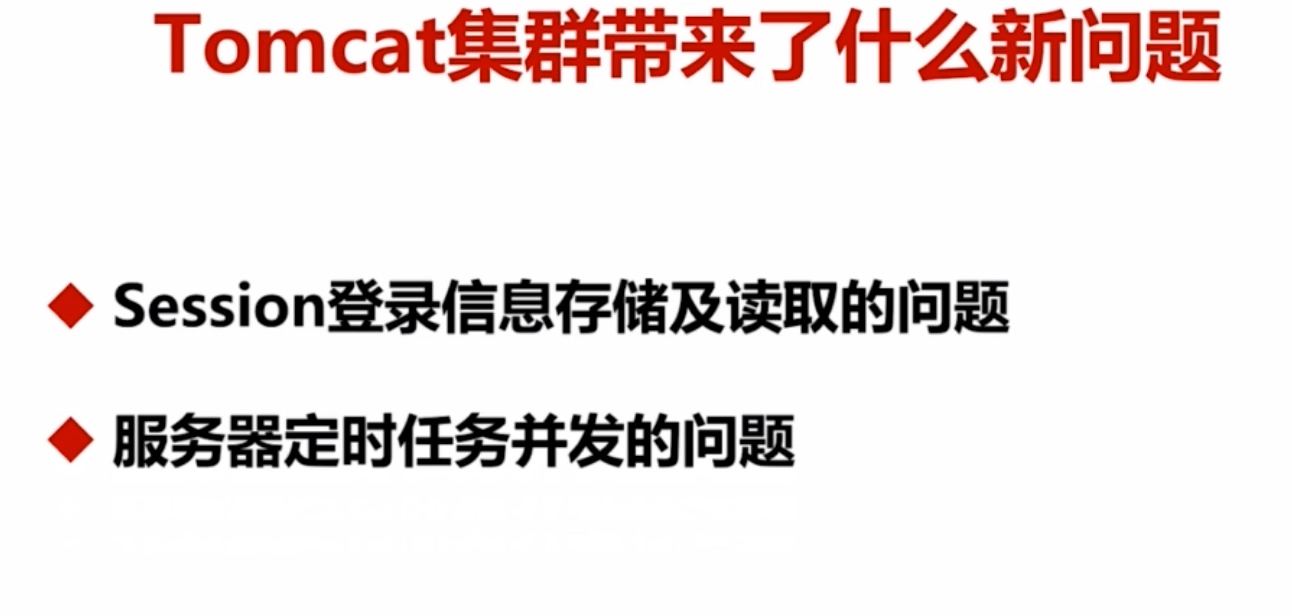 Tomcat集群带来了什么新问题
Session登录信息存储及读取的问题
服务器定时任务并发的问题